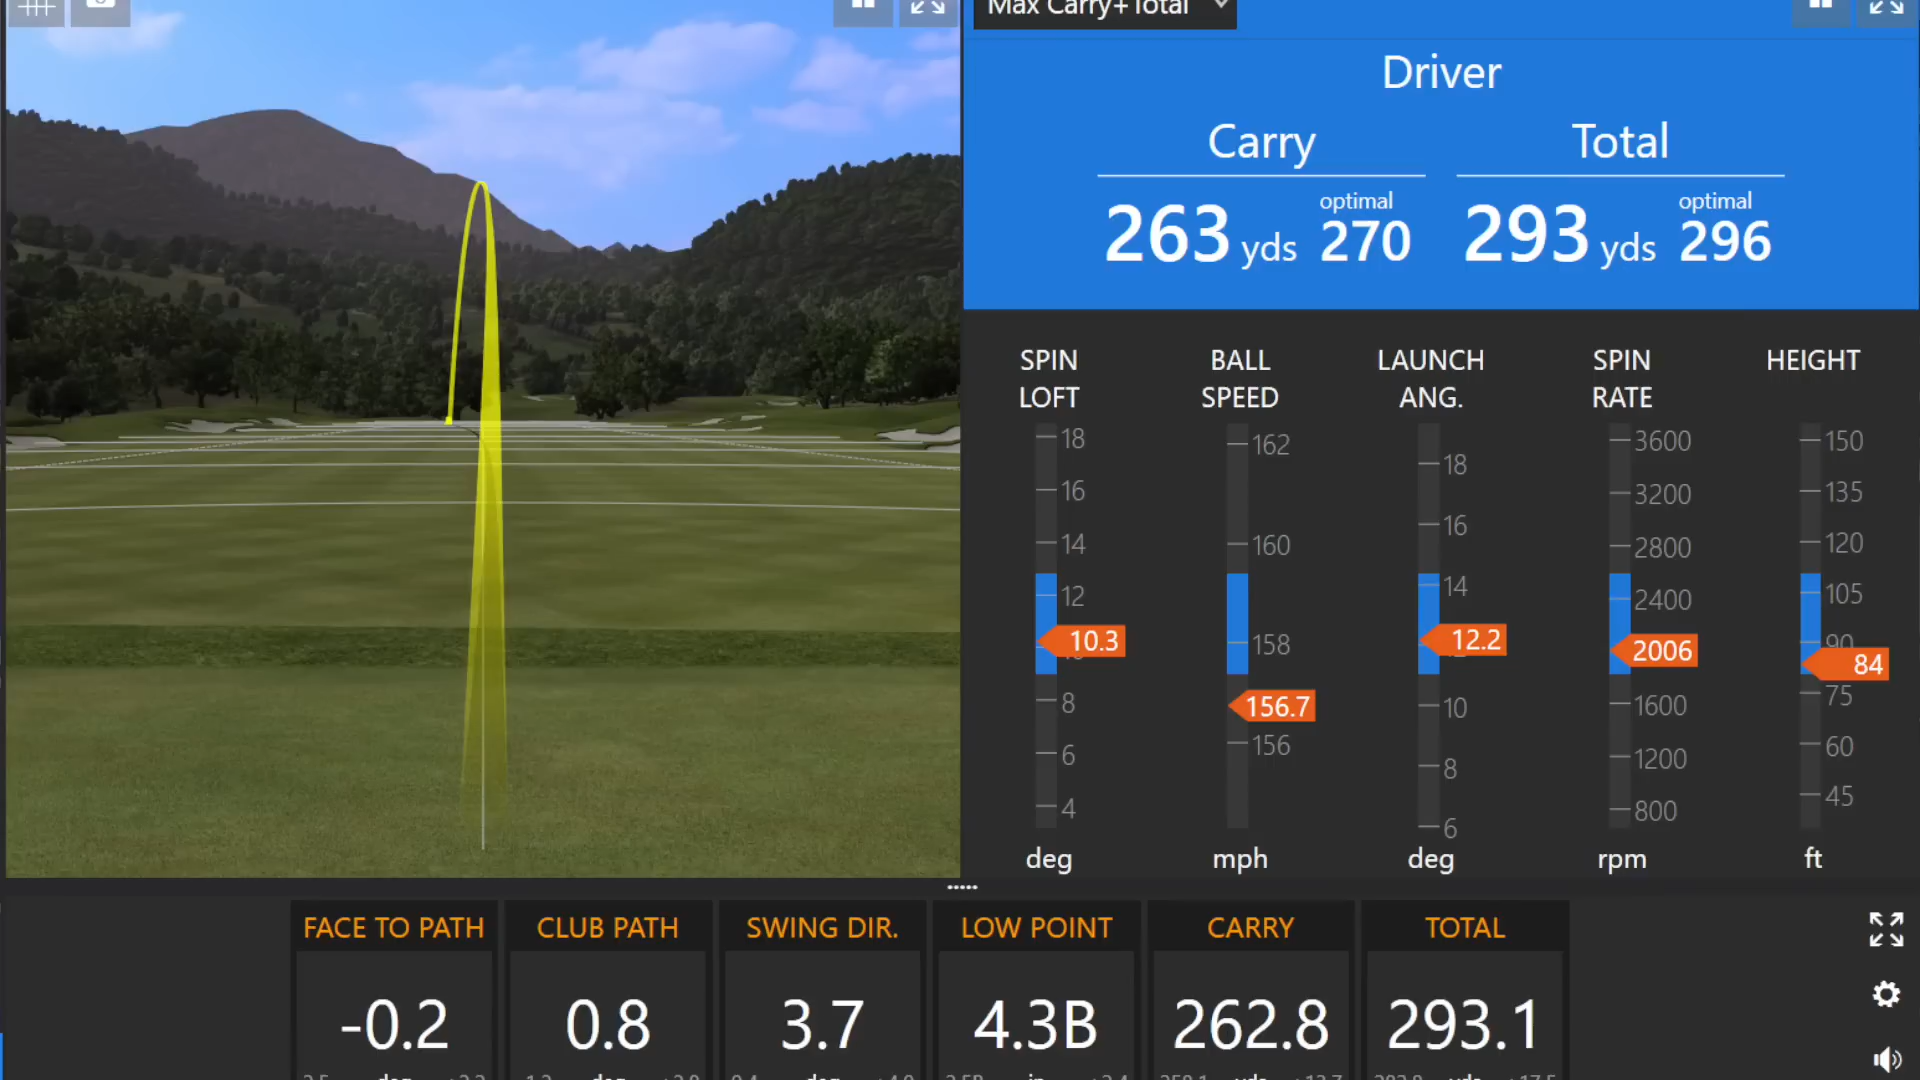 Max Carry+Total
Driver
Carry
Total
263 yds
optimal
270
293 yds
optimal
296
SPIN
LOFT
BALL
SPEED
LAUNCH
ANG.
SPIN
RATE
HEIGHT
18
16
14
12
10.3
8
6
4
deg
162
160
158
156.7
156
mph
18
16
14
12.2
10
8
6
deg
3600
3200
2800
2400
2006
1600
1200
800
rpm
150
135
120
105
90
84
75
60
45
ft
FACE TO PATH
-0.2
CLUB PATH
0.8
SWING DIR.
3.7
LOW POINT
4.3B
CARRY
262.8
TOTAL
293.1